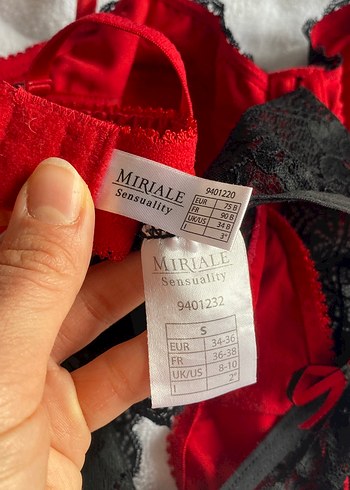 MIRIALE
Sensuality
9401220
EUR 75 B
FR 90 B
UK/US 34 B
I 3"
MIRIALE
Sensuality
9401232
S
EUR 34-36
FR 36-38
UK/US 8-10
I 2"